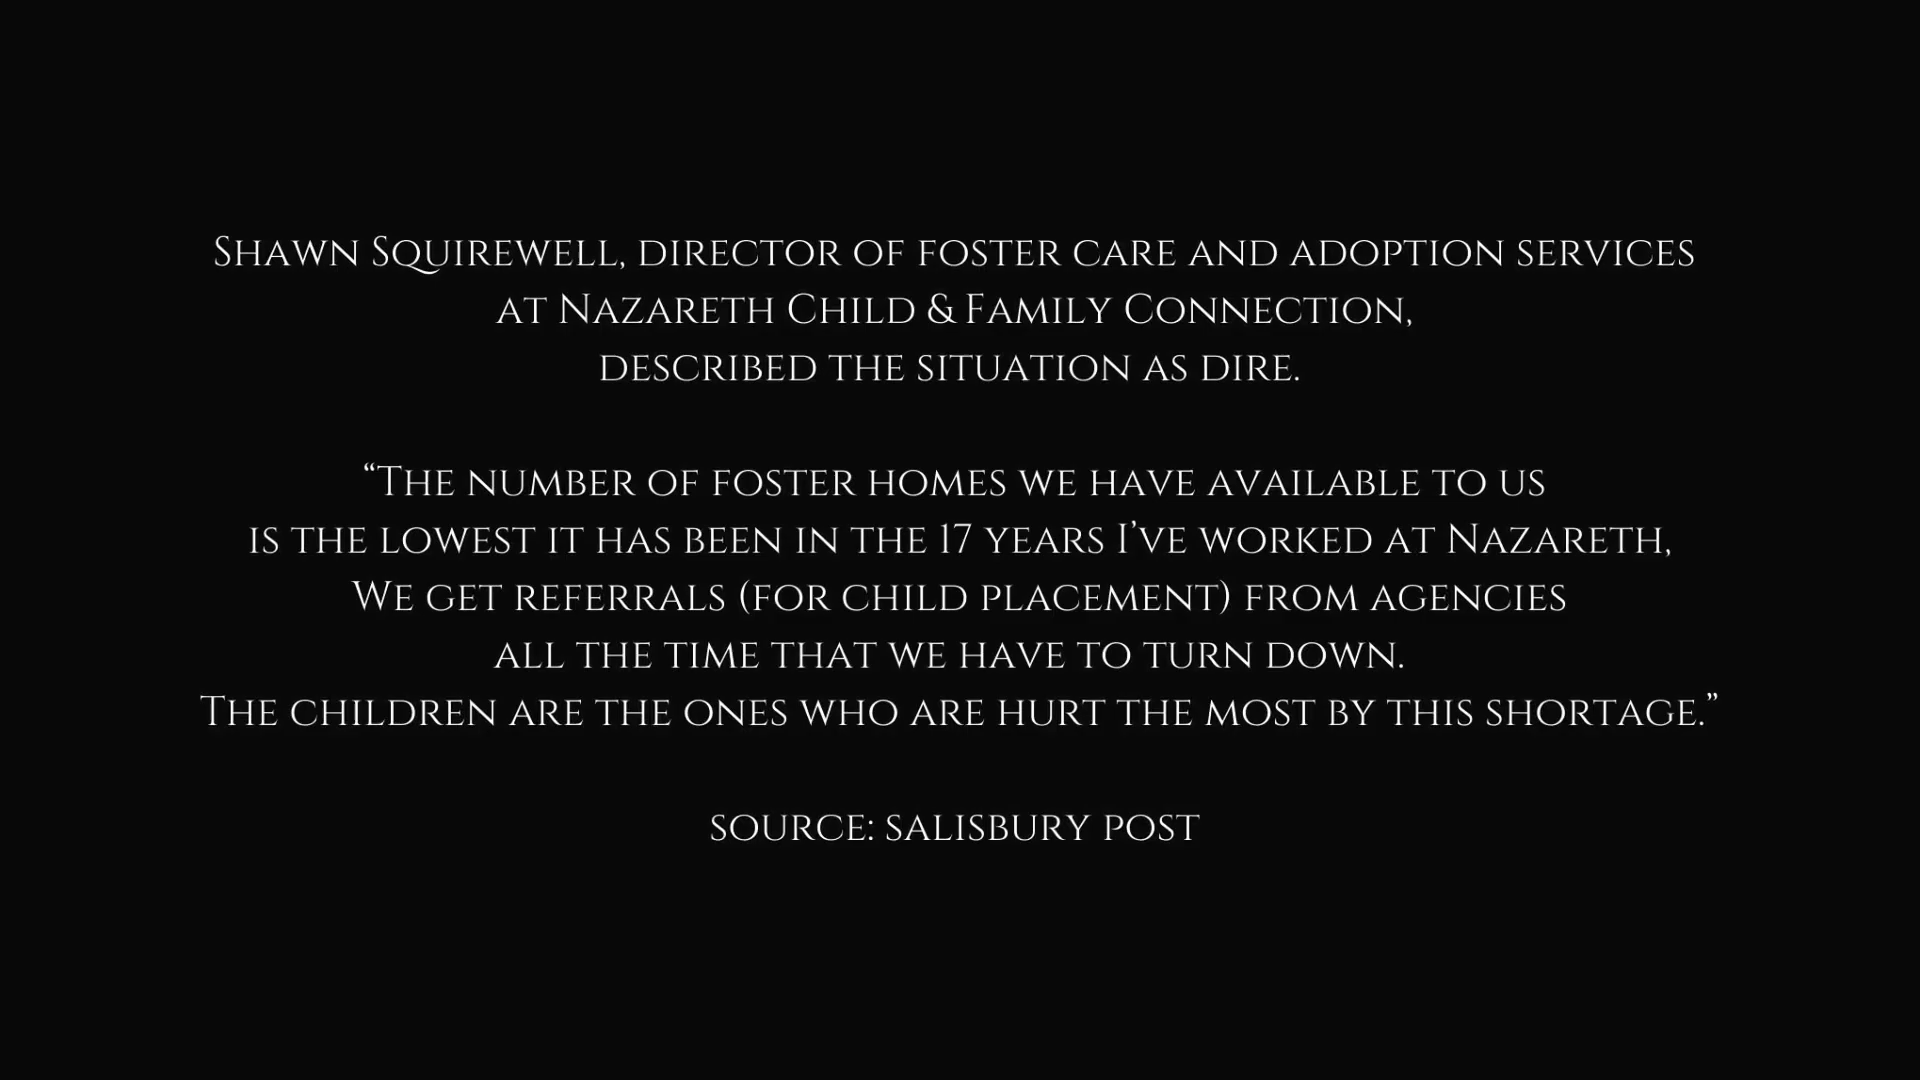 Shawn Squirewell, director of foster care and adoption services
at Nazareth Child & Family Connection,
described the situation as dire.
“The number of foster homes we have available to us
is the lowest it has been in the 17 years I’ve worked at Nazareth,
We get referrals (for child placement) from agencies
all the time that we have to turn down.
The children are the ones who are hurt the most by this shortage.”
source: salisbury post